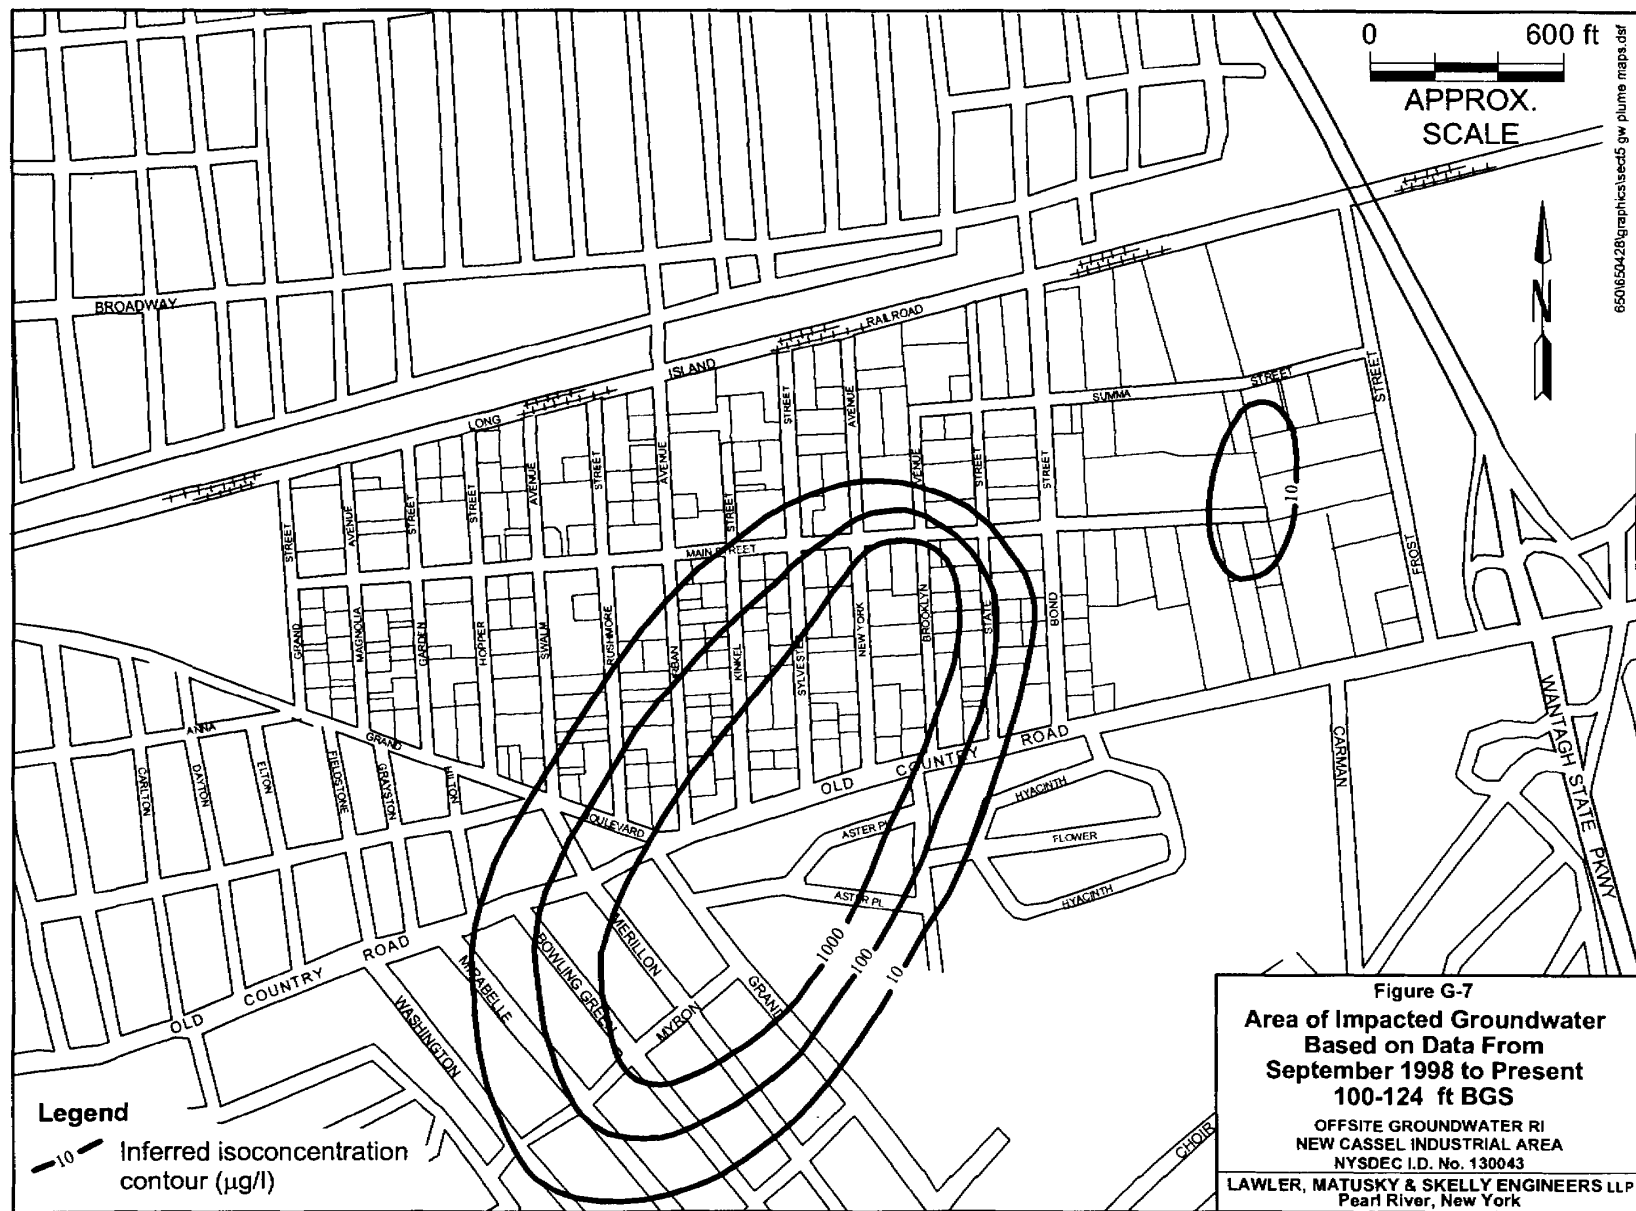 0 600 ft
APPROX.
SCALE
650\650428\graphics\sect5 gw plume maps.dsf
N
BROADWAY
LONG
ISLAND
RAILROAD
SUMMA
STREET
STREET
FROST
STREET
AVENUE
STREET
STREET
AVENUE
STREET
AVENUE
STREET
STREET
AVENUE
AVENUE
STREET
STREET
MAIN STREET
GRAND
MAGNOLIA
GARDEN
HOPPER
SWALM
RUSHMORE
KINKEL
NEW YORK
BROOKLYN
STATE
BOND
10
ANNA
GRAND
BOULEVARD
CARLTON
DAYTON
ELTON
FIELDSTONE
GRAYSTON
HILTON
OLD COUNTRY ROAD
OLD COUNTRY ROAD
HYACINTH
ASTER PL
FLOWER
ASTER PL
HYACINTH
CARMAN
WANTAGH STATE PKWY
WASHINGTON
MIRABELLE
BOWLING GREEN
MERILLON
MYRON
GRAND
1000
100
10
CHOIR
Legend
10 Inferred isoconcentration
contour (µg/l)
Figure G-7
Area of Impacted Groundwater
Based on Data From
September 1998 to Present
100-124 ft BGS
OFFSITE GROUNDWATER RI
NEW CASSEL INDUSTRIAL AREA
NYSDEC I.D. No. 130043
LAWLER, MATUSKY & SKELLY ENGINEERS LLP
Pearl River, New York